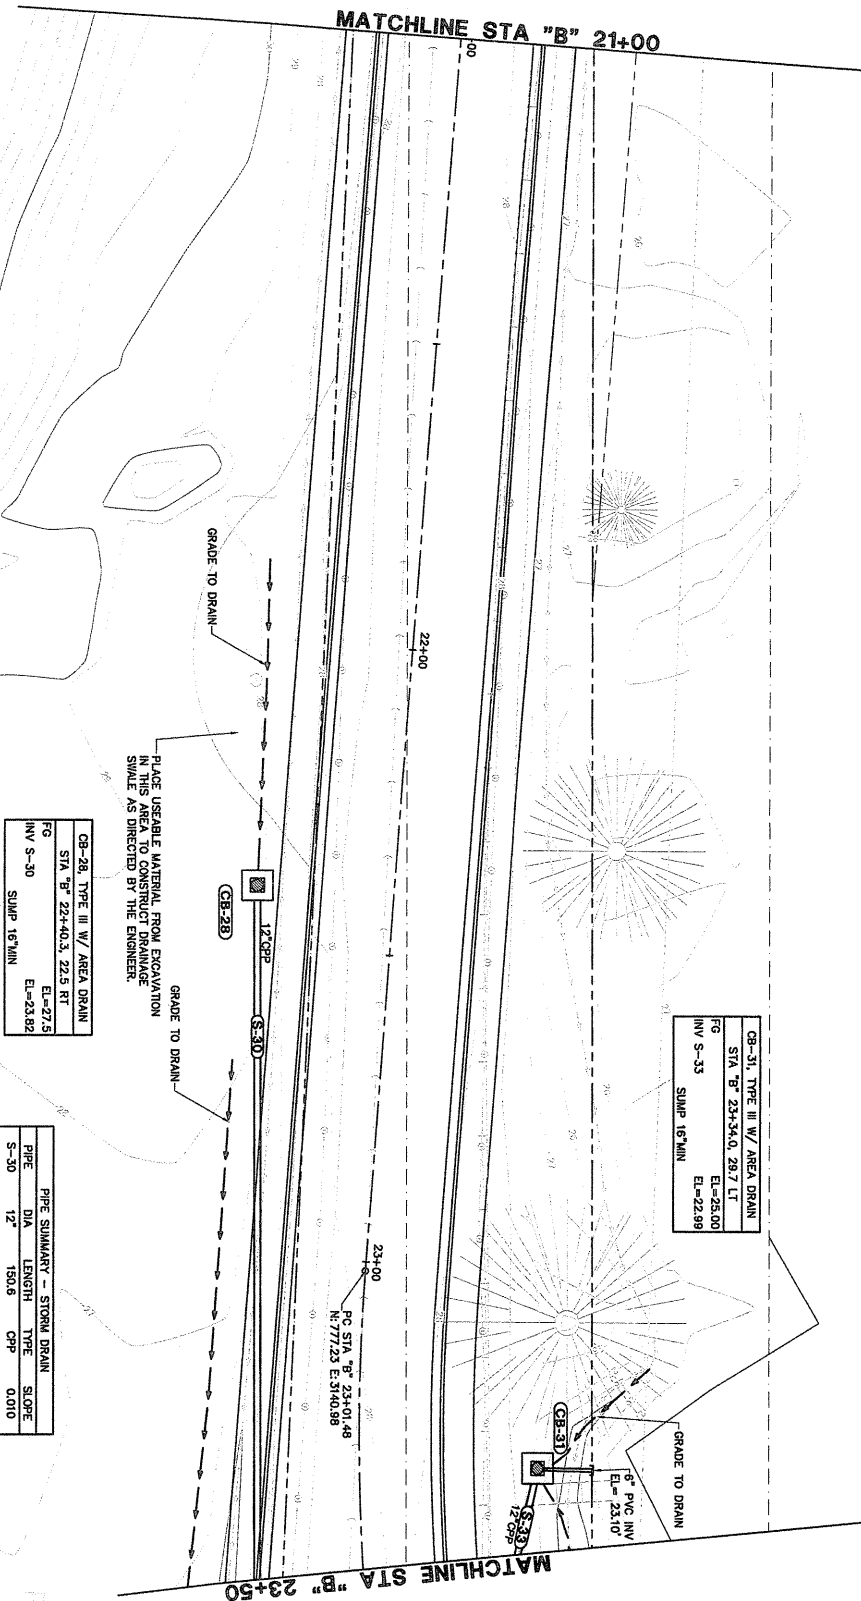 MATCHLINE STA "B" 21+00
22+00
23+00
PC STA "B" 23+01.48
N:777.23 E:3140.98
GRADE TO DRAIN
PLACE USEABLE MATERIAL FROM EXCAVATION
IN THIS AREA TO CONSTRUCT DRAINAGE
SWALE AS DIRECTED BY THE ENGINEER.
GRADE TO DRAIN
CB-28
12"CPP
S-30
CB-31, TYPE III W/ AREA DRAIN
STA "B" 23+34.0, 29.7 LT
FG EL=25.00
INV S-33 EL=22.99
SUMP 16"MIN
GRADE TO DRAIN
6" PVC INV
EL= 23.10'
CB-31
S-33
12"CPP
CB-28, TYPE III W/ AREA DRAIN
STA "B" 22+40.3, 22.5 RT
FG EL=27.5
INV S-30 EL=23.82
SUMP 16"MIN
PIPE SUMMARY - STORM DRAIN
PIPE DIA LENGTH TYPE SLOPE
S-30 12" 150.6 CPP 0.010
MATCHLINE STA "B" 23+50